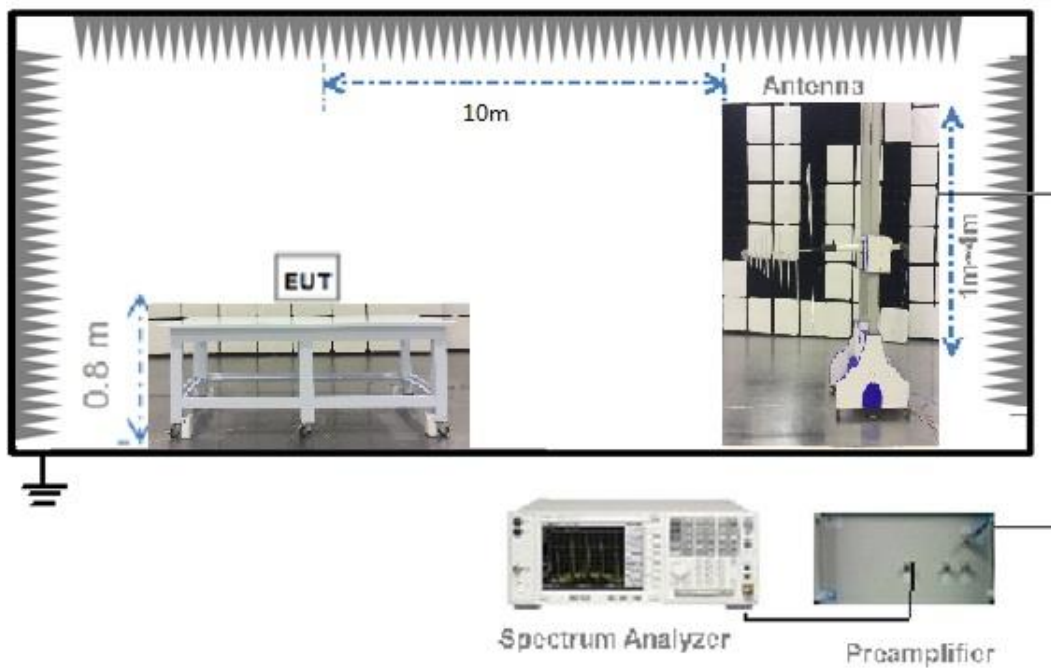 Antenna
10m
1m~4m
EUT
0.8 m
Spectrum Analyzer
Preamplifier